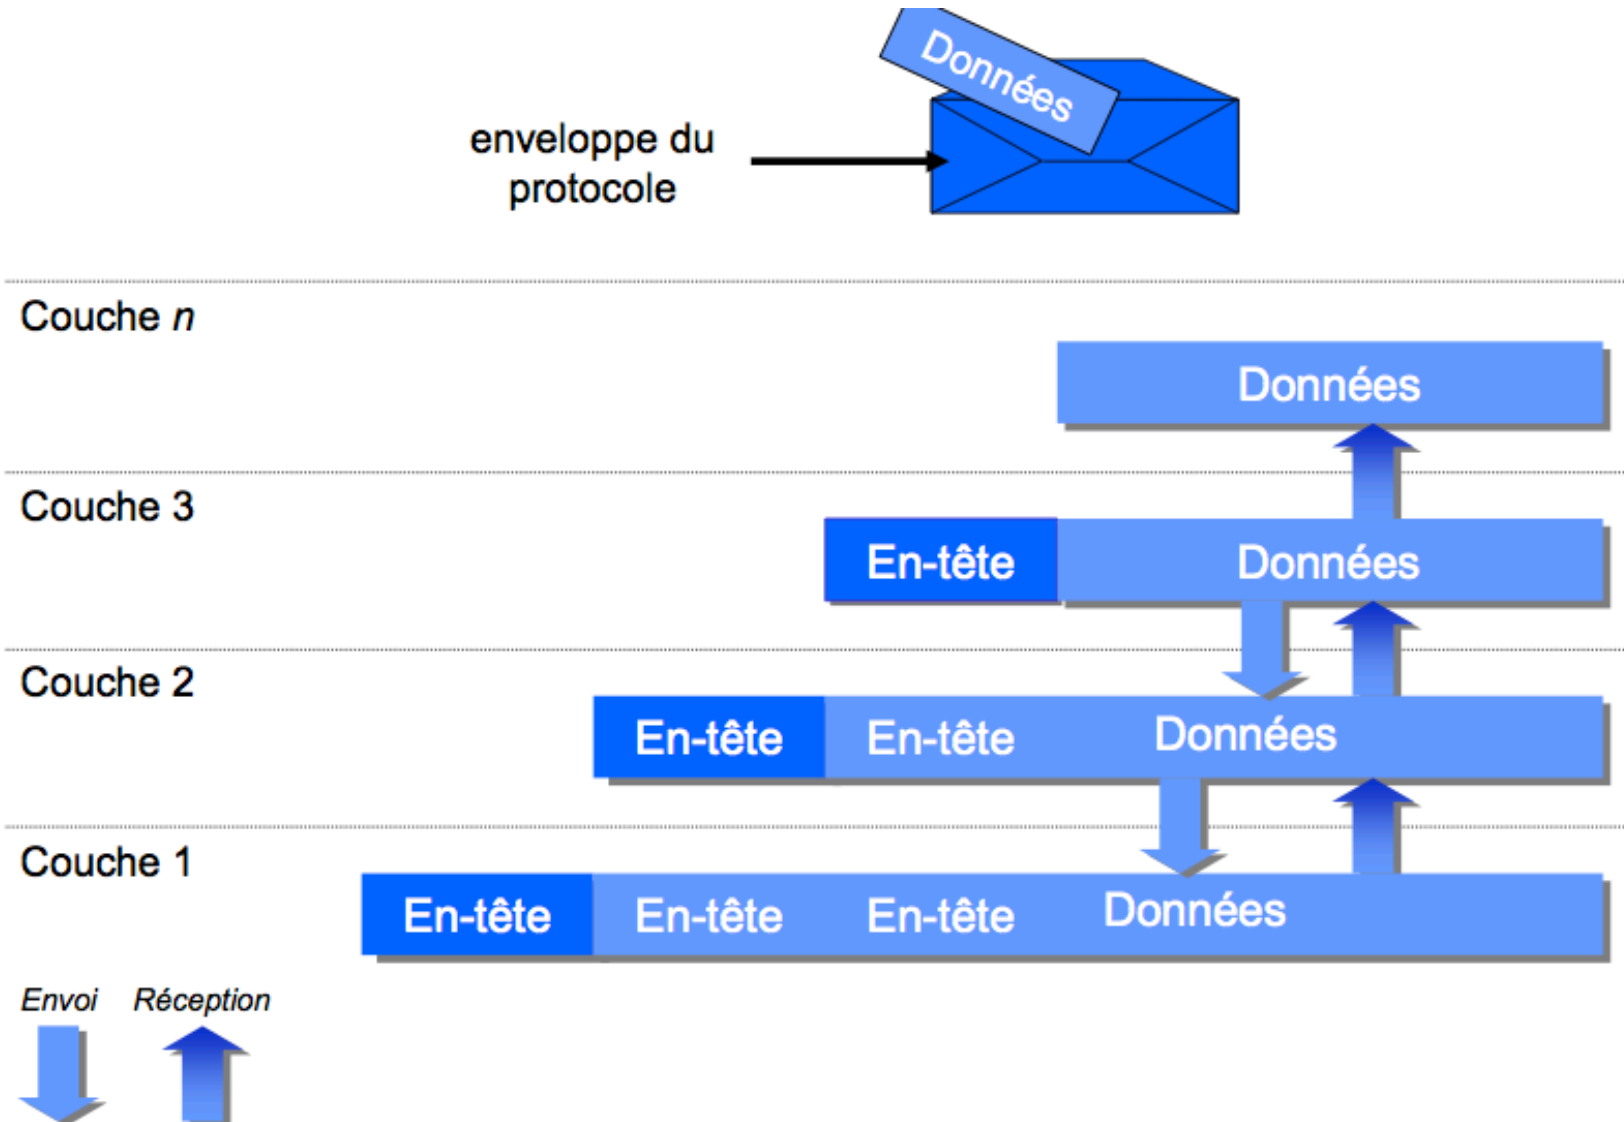 Données
enveloppe du
protocole
Couche n
Données
Couche 3
En-tête Données
Couche 2
En-tête En-tête Données
Couche 1
En-tête En-tête En-tête Données
Envoi Réception